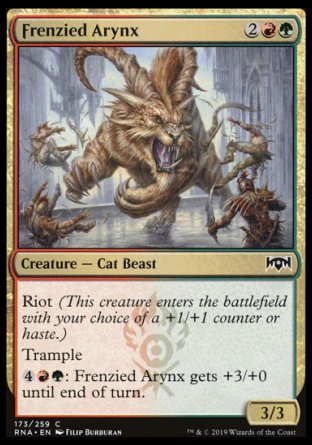 Frenzied Arynx 2
Creature — Cat Beast
Riot (This creature enters the battlefield
with your choice of a +1/+1 counter or
haste.)
Trample
4 : Frenzied Arynx gets +3/+0
until end of turn.
3/3
173/259 C
RNA • EN Filip Burburan ™ & © 2019 Wizards of the Coast